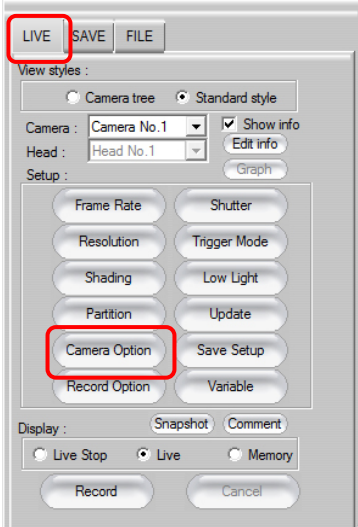 LIVE SAVE FILE
View styles :
Camera tree Standard style
Camera : Camera No.1 Show info
Head : Head No.1 Edit info
Setup : Graph
Frame Rate Shutter
Resolution Trigger Mode
Shading Low Light
Partition Update
Camera Option Save Setup
Record Option Variable
Display : Snapshot Comment
Live Stop Live Memory
Record Cancel